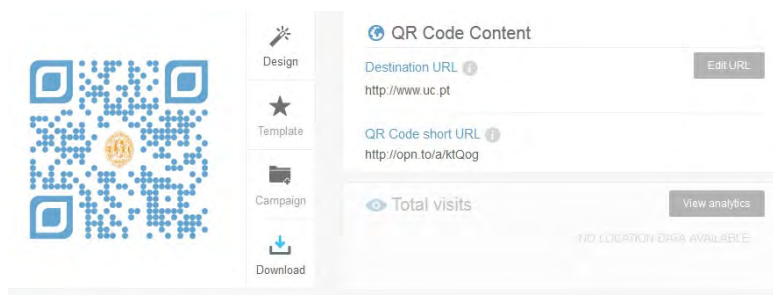 Design
Template
Campaign
Download
QR Code Content
Destination URL
Edit URL
http://www.uc.pt
QR Code short URL
http://opn.to/a/ktQog
Total visits
View analytics
NO LOCATION DATA AVAILABLE